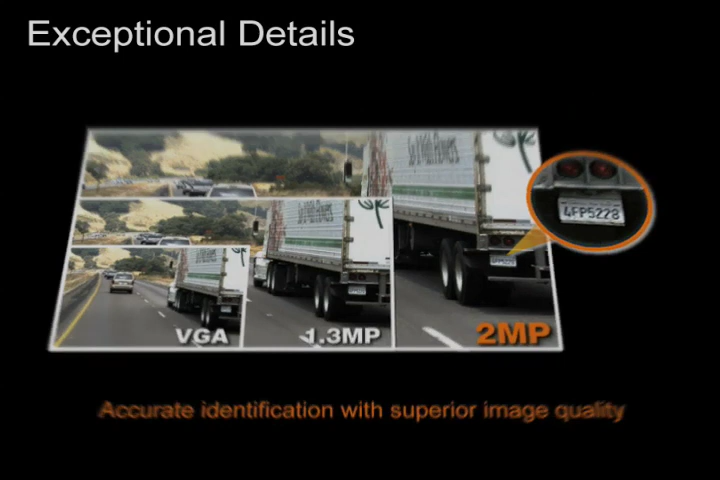 Exceptional Details
4FP5228
VGA
1.3MP
2MP
Accurate identification with superior image quality